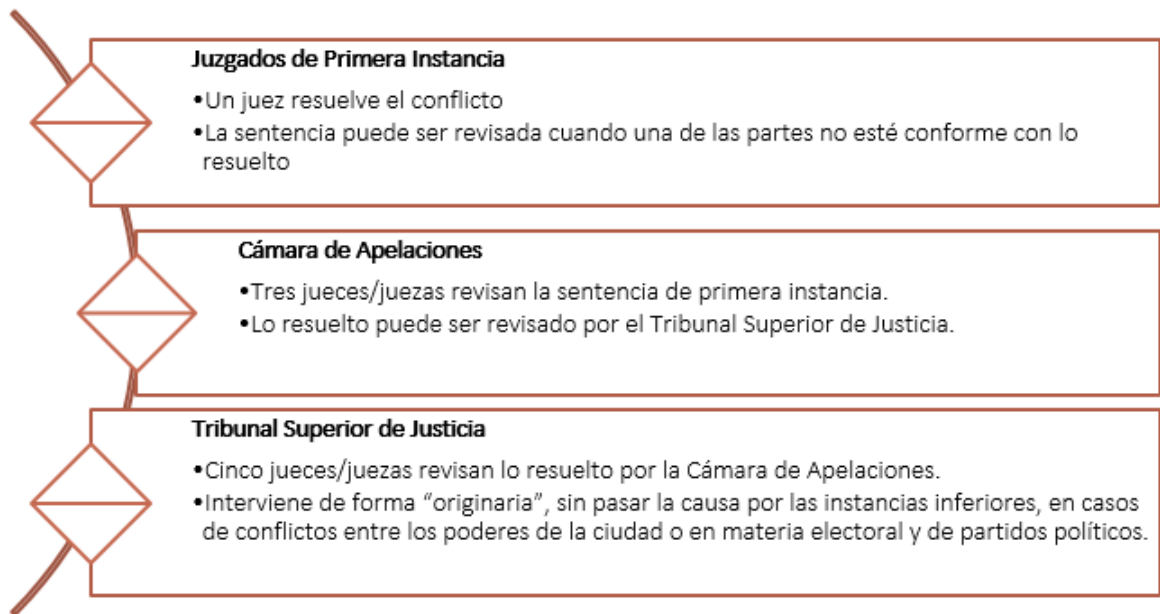 Juzgados de Primera Instancia
•Un juez resuelve el conflicto
•La sentencia puede ser revisada cuando una de las partes no esté conforme con lo
resuelto
Cámara de Apelaciones
•Tres jueces/juezas revisan la sentencia de primera instancia.
•Lo resuelto puede ser revisado por el Tribunal Superior de Justicia.
Tribunal Superior de Justicia
•Cinco jueces/juezas revisan lo resuelto por la Cámara de Apelaciones.
•Interviene de forma “originaria”, sin pasar la causa por las instancias inferiores, en casos
de conflictos entre los poderes de la ciudad o en materia electoral y de partidos políticos.